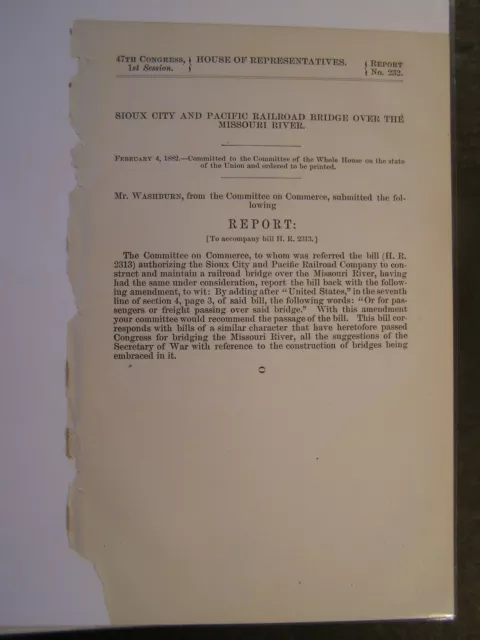 47TH CONGRESS, } HOUSE OF REPRESENTATIVES. { REPORT
1st Session. } { No. 232.
SIOUX CITY AND PACIFIC RAILROAD BRIDGE OVER THE
MISSOURI RIVER.
FEBRUARY 4, 1882.—Committed to the Committee of the Whole House on the state
of the Union and ordered to be printed.
Mr. WASHBURN, from the Committee on Commerce, submitted the fol-
lowing
REPORT:
[To accompany bill H. R. 2313.]
The Committee on Commerce, to whom was referred the bill (H. R.
2313) authorizing the Sioux City and Pacific Railroad Company to con-
struct and maintain a railroad bridge over the Missouri River, having
had the same under consideration, report the bill back with the follow-
ing amendment, to wit: By adding after "United States," in the seventh
line of section 4, page 3, of said bill, the following words: "Or for pas-
sengers or freight passing over said bridge." With this amendment
your committee would recommend the passage of the bill. This bill cor-
responds with bills of a similar character that have heretofore passed
Congress for bridging the Missouri River, all the suggestions of the
Secretary of War with reference to the construction of bridges being
embraced in it.